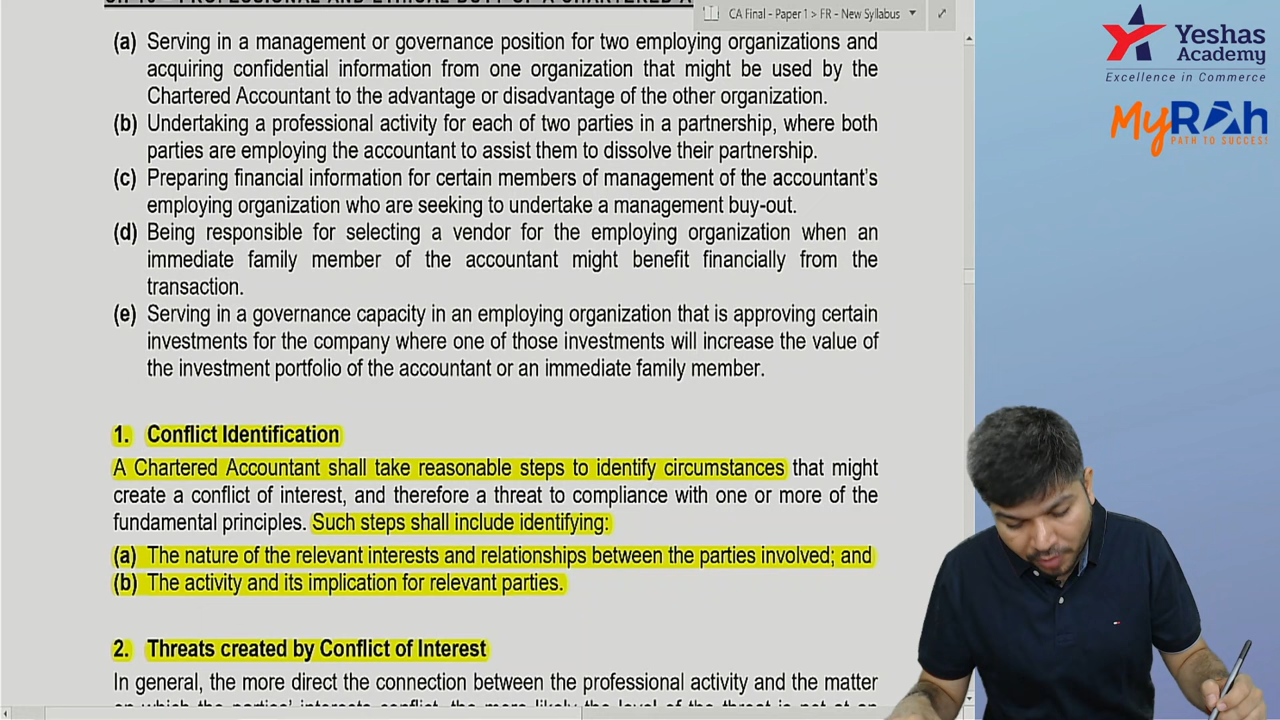 CA Final - Paper 1 > FR - New Syllabus
(a) Serving in a management or governance position for two employing organizations and
acquiring confidential information from one organization that might be used by the
Chartered Accountant to the advantage or disadvantage of the other organization.
(b) Undertaking a professional activity for each of two parties in a partnership, where both
parties are employing the accountant to assist them to dissolve their partnership.
(c) Preparing financial information for certain members of management of the accountant's
employing organization who are seeking to undertake a management buy-out.
(d) Being responsible for selecting a vendor for the employing organization when an
immediate family member of the accountant might benefit financially from the
transaction.
(e) Serving in a governance capacity in an employing organization that is approving certain
investments for the company where one of those investments will increase the value of
the investment portfolio of the accountant or an immediate family member.
1. Conflict Identification
A Chartered Accountant shall take reasonable steps to identify circumstances that might
create a conflict of interest, and therefore a threat to compliance with one or more of the
fundamental principles. Such steps shall include identifying:
(a) The nature of the relevant interests and relationships between the parties involved; and
(b) The activity and its implication for relevant parties.
2. Threats created by Conflict of Interest
In general, the more direct the connection between the professional activity and the matter
Yeshas
Academy
Excellence in Commerce
MyRAh
PATH TO SUCCESS